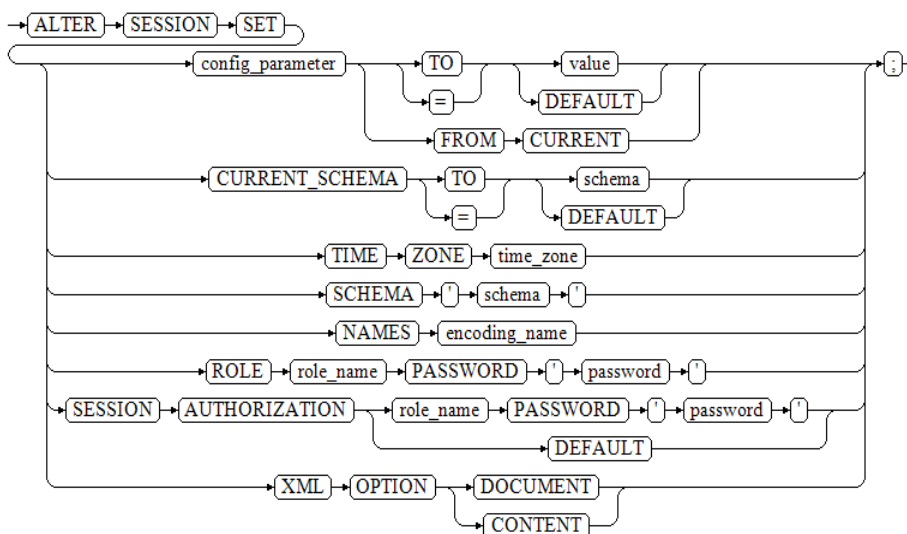 ALTER SESSION SET
config_parameter TO value ;
= DEFAULT
FROM CURRENT
CURRENT_SCHEMA TO schema
= DEFAULT
TIME ZONE time_zone
SCHEMA ' schema '
NAMES encoding_name
ROLE role_name PASSWORD ' password '
SESSION AUTHORIZATION role_name PASSWORD ' password '
DEFAULT
XML OPTION DOCUMENT
CONTENT